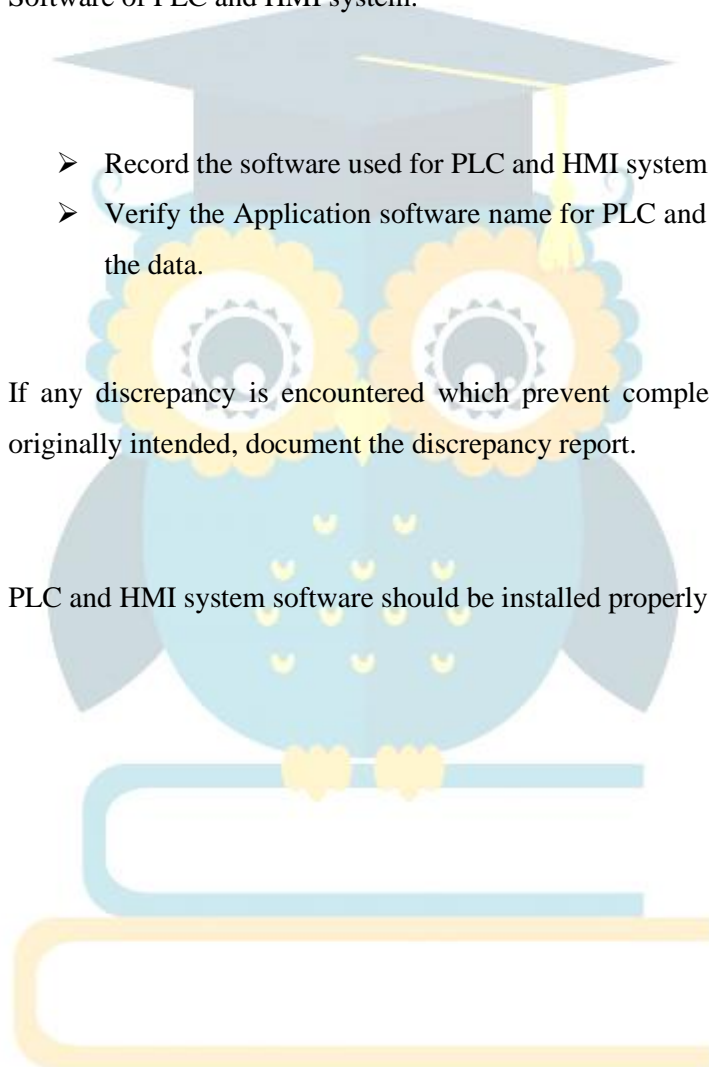 Software of PLC and HMI system.
➢ Record the software used for PLC and HMI system
➢ Verify the Application software name for PLC and
the data.
If any discrepancy is encountered which prevent comple
originally intended, document the discrepancy report.
PLC and HMI system software should be installed properly